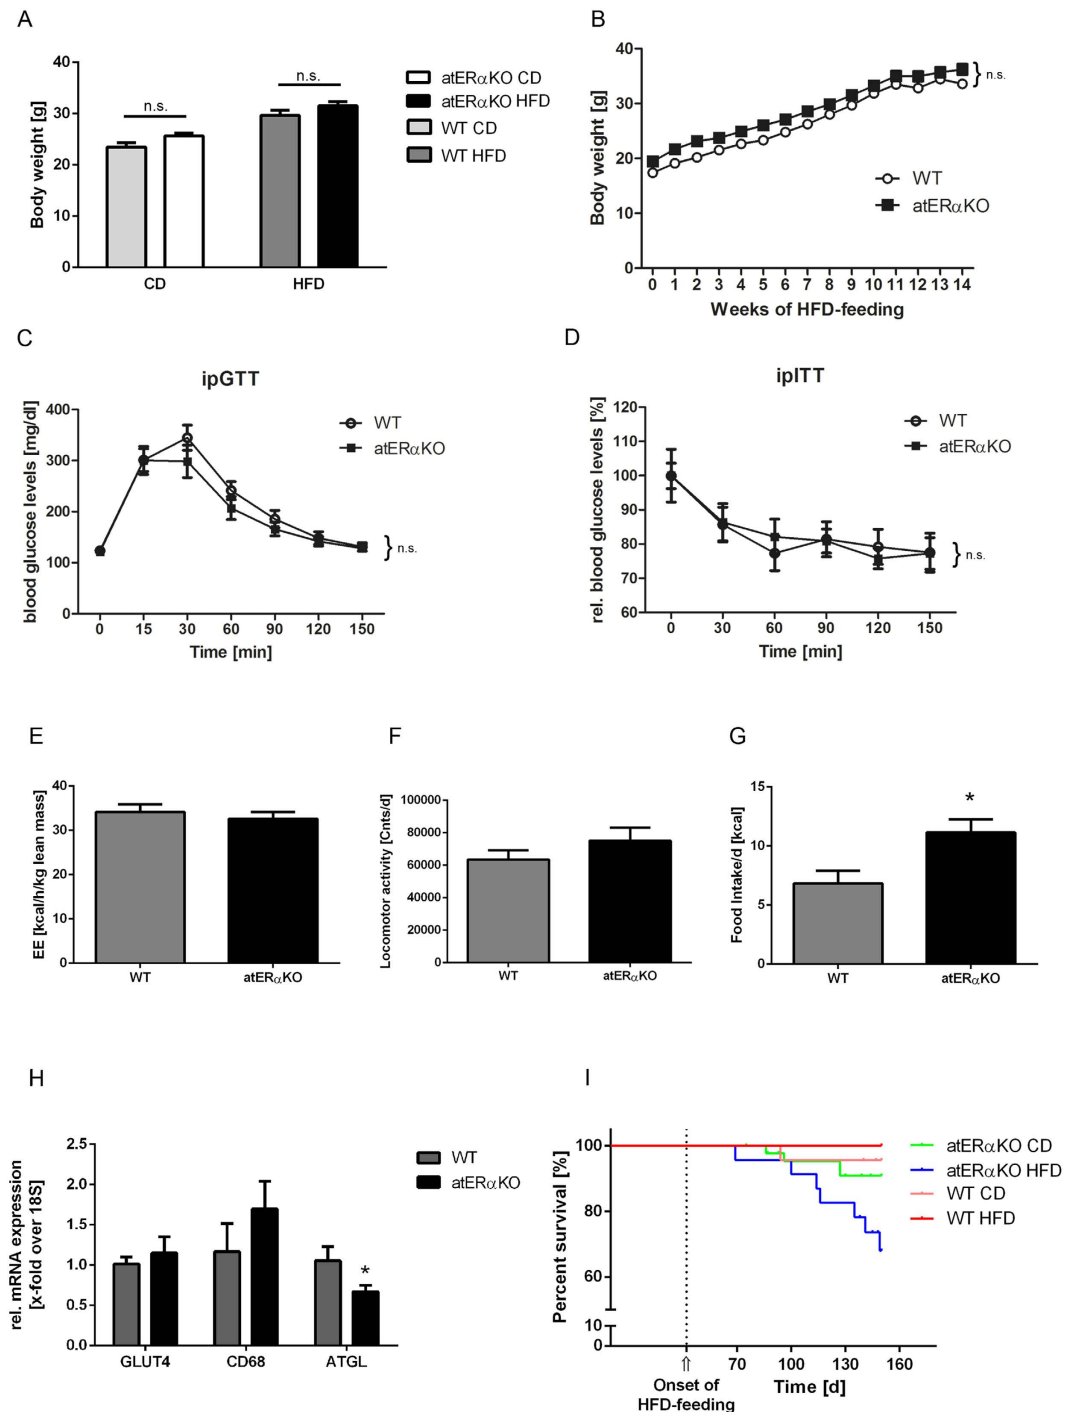 A
Body weight [g]
40
30
20
10
0
n.s.
n.s.
CD
HFD
atERαKO CD
atERαKO HFD
WT CD
WT HFD
B
Body weight [g]
40
30
20
10
0
n.s.
WT
atERαKO
0 1 2 3 4 5 6 7 8 9 10 11 12 13 14
Weeks of HFD-feeding
C
ipGTT
blood glucose levels [mg/dl]
400
300
200
100
0
WT
atERαKO
n.s.
0 15 30 60 90 120 150
Time [min]
D
ipITT
rel. blood glucose levels [%]
120
100
90
80
70
60
WT
atERαKO
n.s.
0 30 60 90 120 150
Time [min]
E
EE [kcal/h/kg lean mass]
40
30
20
10
0
WT
atERαKO
F
Locomotor activity [Cnts/d]
100000
80000
60000
40000
20000
0
WT
atERαKO
G
Food Intake/d [kcal]
15
10
5
0
*
WT
atERαKO
H
rel. mRNA expression
[x-fold over 18S]
2.5
2.0
1.5
1.0
0.5
0.0
*
WT
atERαKO
GLUT4
CD68
ATGL
I
Percent survival [%]
100
80
60
10
0
atERαKO CD
atERαKO HFD
WT CD
WT HFD
70 100 130 160
⇑
Onset of
HFD-feeding
Time [d]